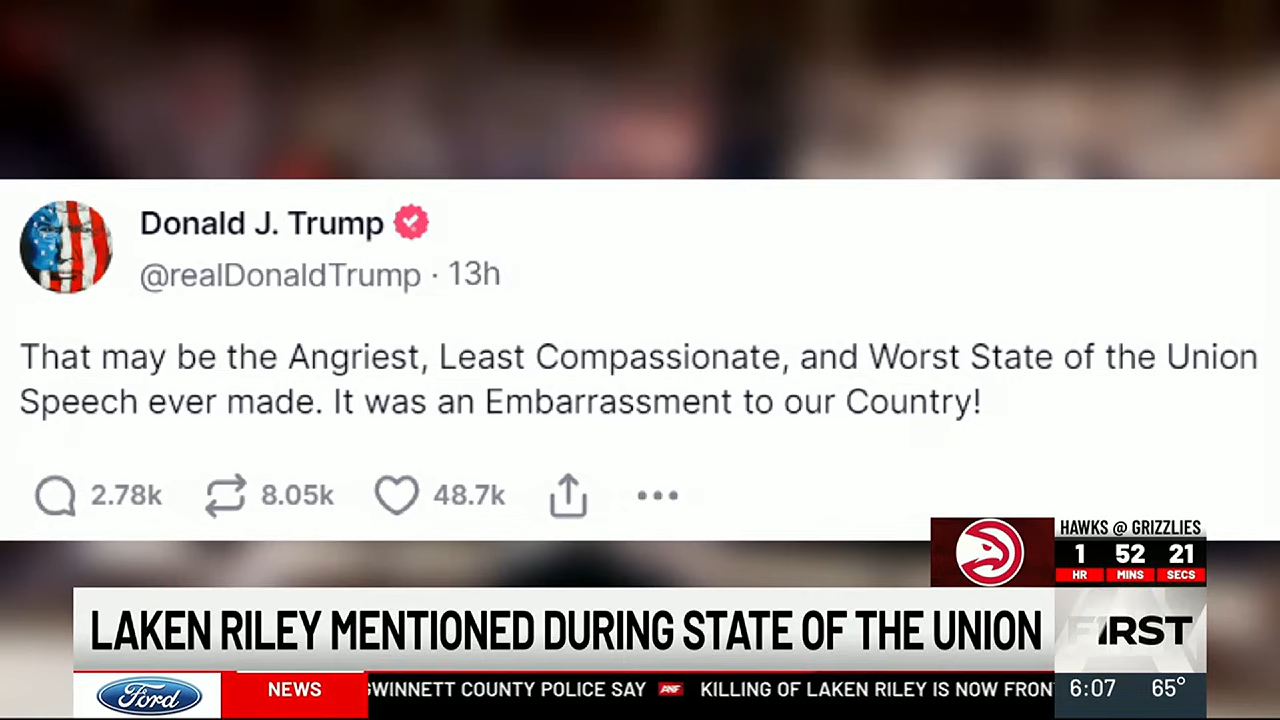 Donald J. Trump
@realDonaldTrump · 13h
That may be the Angriest, Least Compassionate, and Worst State of the Union
Speech ever made. It was an Embarrassment to our Country!
2.78k 8.05k 48.7k
HAWKS @ GRIZZLIES
1 52 21
HR MINS SECS
LAKEN RILEY MENTIONED DURING STATE OF THE UNION
FIRST
Ford NEWS GWINNETT COUNTY POLICE SAY ANF KILLING OF LAKEN RILEY IS NOW FRON 6:07 65°